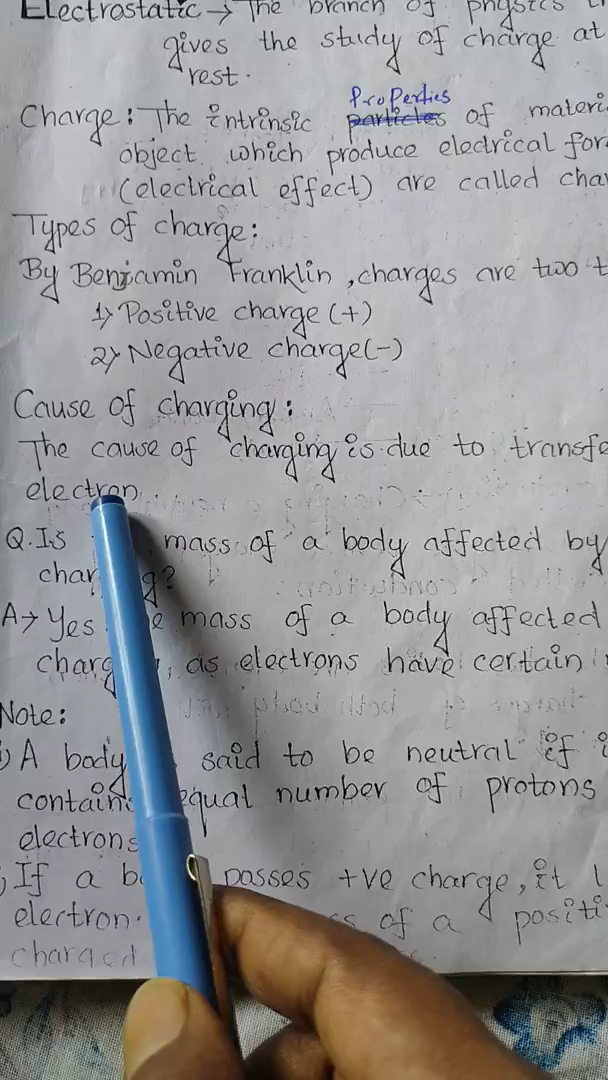 Electrostatic → The branch of physics
gives the study of charge at
rest.
Properties
Charge: The intrinsic particles of materi
object which produce electrical for
(electrical effect) are called cha
Types of charge:
By Benjamin Franklin, charges are two t
1) Positive charge (+)
2) Negative charge(-)
Cause of charging:
The cause of charging is due to transfe
electron.
Q. Is mass of a body affected by
char g?
A→ Yes. mass of a body affected
charg , as electrons have certain
Note:
A body said to be neutral if i
contain equal number of protons
electrons
If a b posses +ve charge, it l
electron. s of a positi
charged